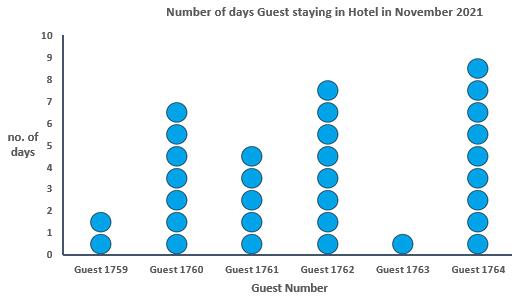 Number of days Guest staying in Hotel in November 2021
10
9
8
7
6
5
4
3
2
1
0
no. of
days
Guest 1759 Guest 1760 Guest 1761 Guest 1762 Guest 1763 Guest 1764
Guest Number